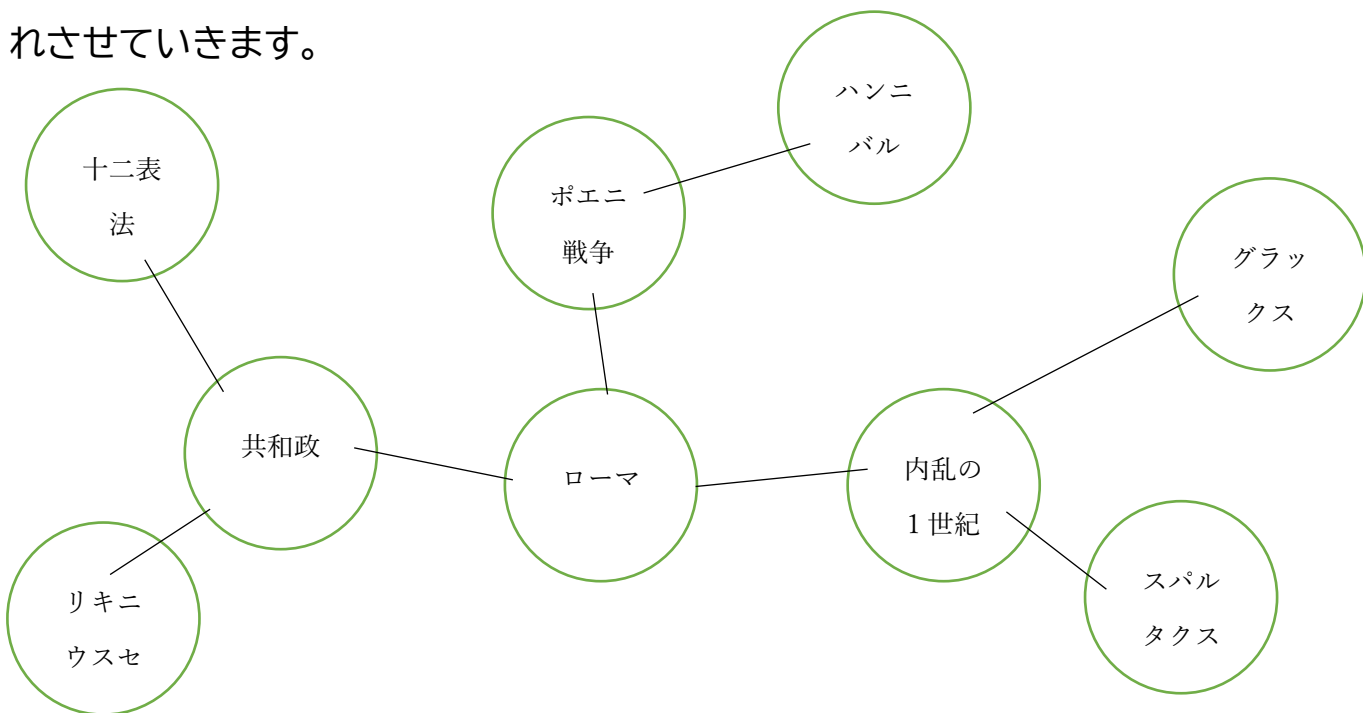 れさせていきます。
ハンニ
バル
十二表
法
ポエニ
戦争
グラッ
クス
共和政
ローマ
内乱の
1世紀
リキニ
ウスセ
スパル
タクス